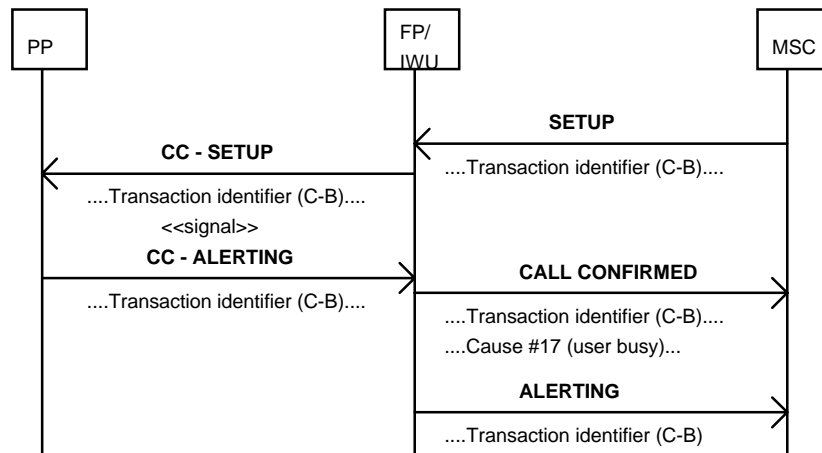 PP
FP/
IWU
MSC
SETUP
CC - SETUP
....Transaction identifier (C-B)....
....Transaction identifier (C-B)....
<<signal>>
CC - ALERTING
CALL CONFIRMED
....Transaction identifier (C-B)....
....Transaction identifier (C-B)....
....Cause #17 (user busy)...
ALERTING
....Transaction identifier (C-B)